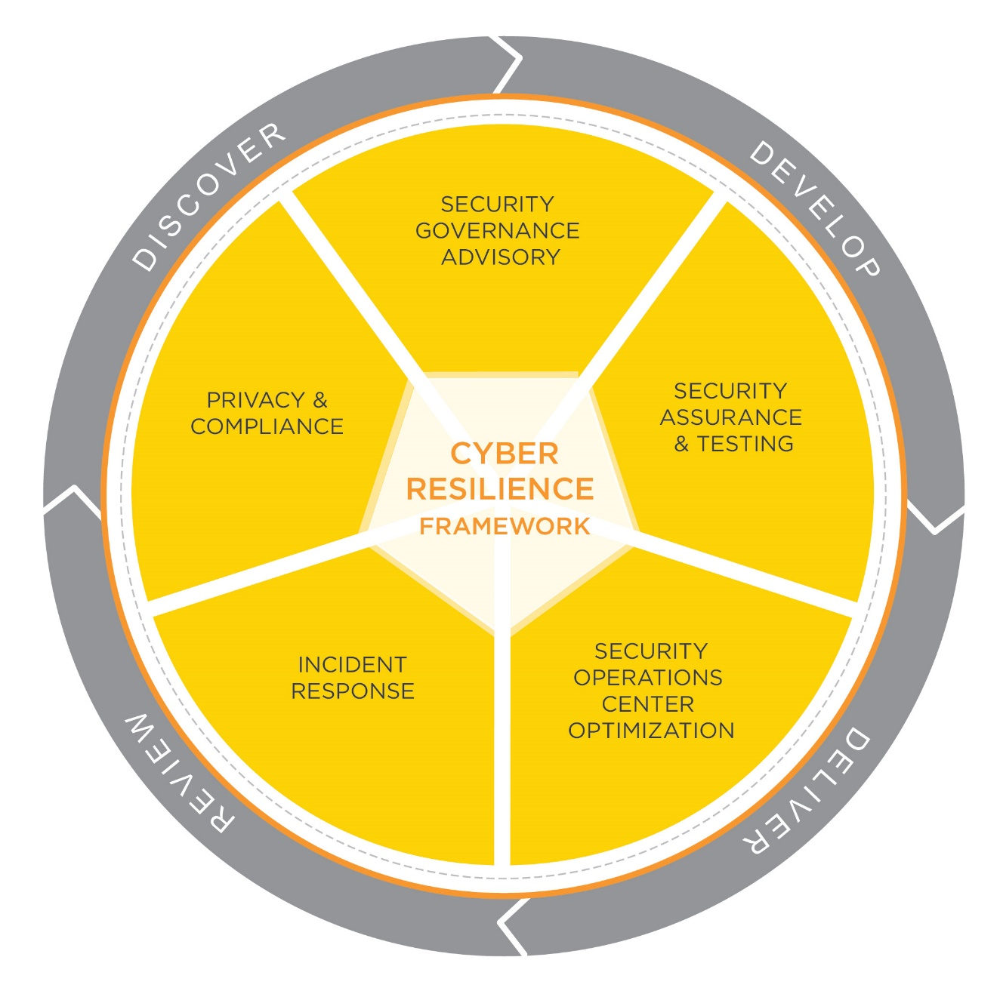 DISCOVER
DEVELOP
DELIVER
REVIEW
SECURITY
GOVERNANCE
ADVISORY
SECURITY
ASSURANCE
& TESTING
SECURITY
OPERATIONS
CENTER
OPTIMIZATION
INCIDENT
RESPONSE
PRIVACY &
COMPLIANCE
CYBER
RESILIENCE
FRAMEWORK